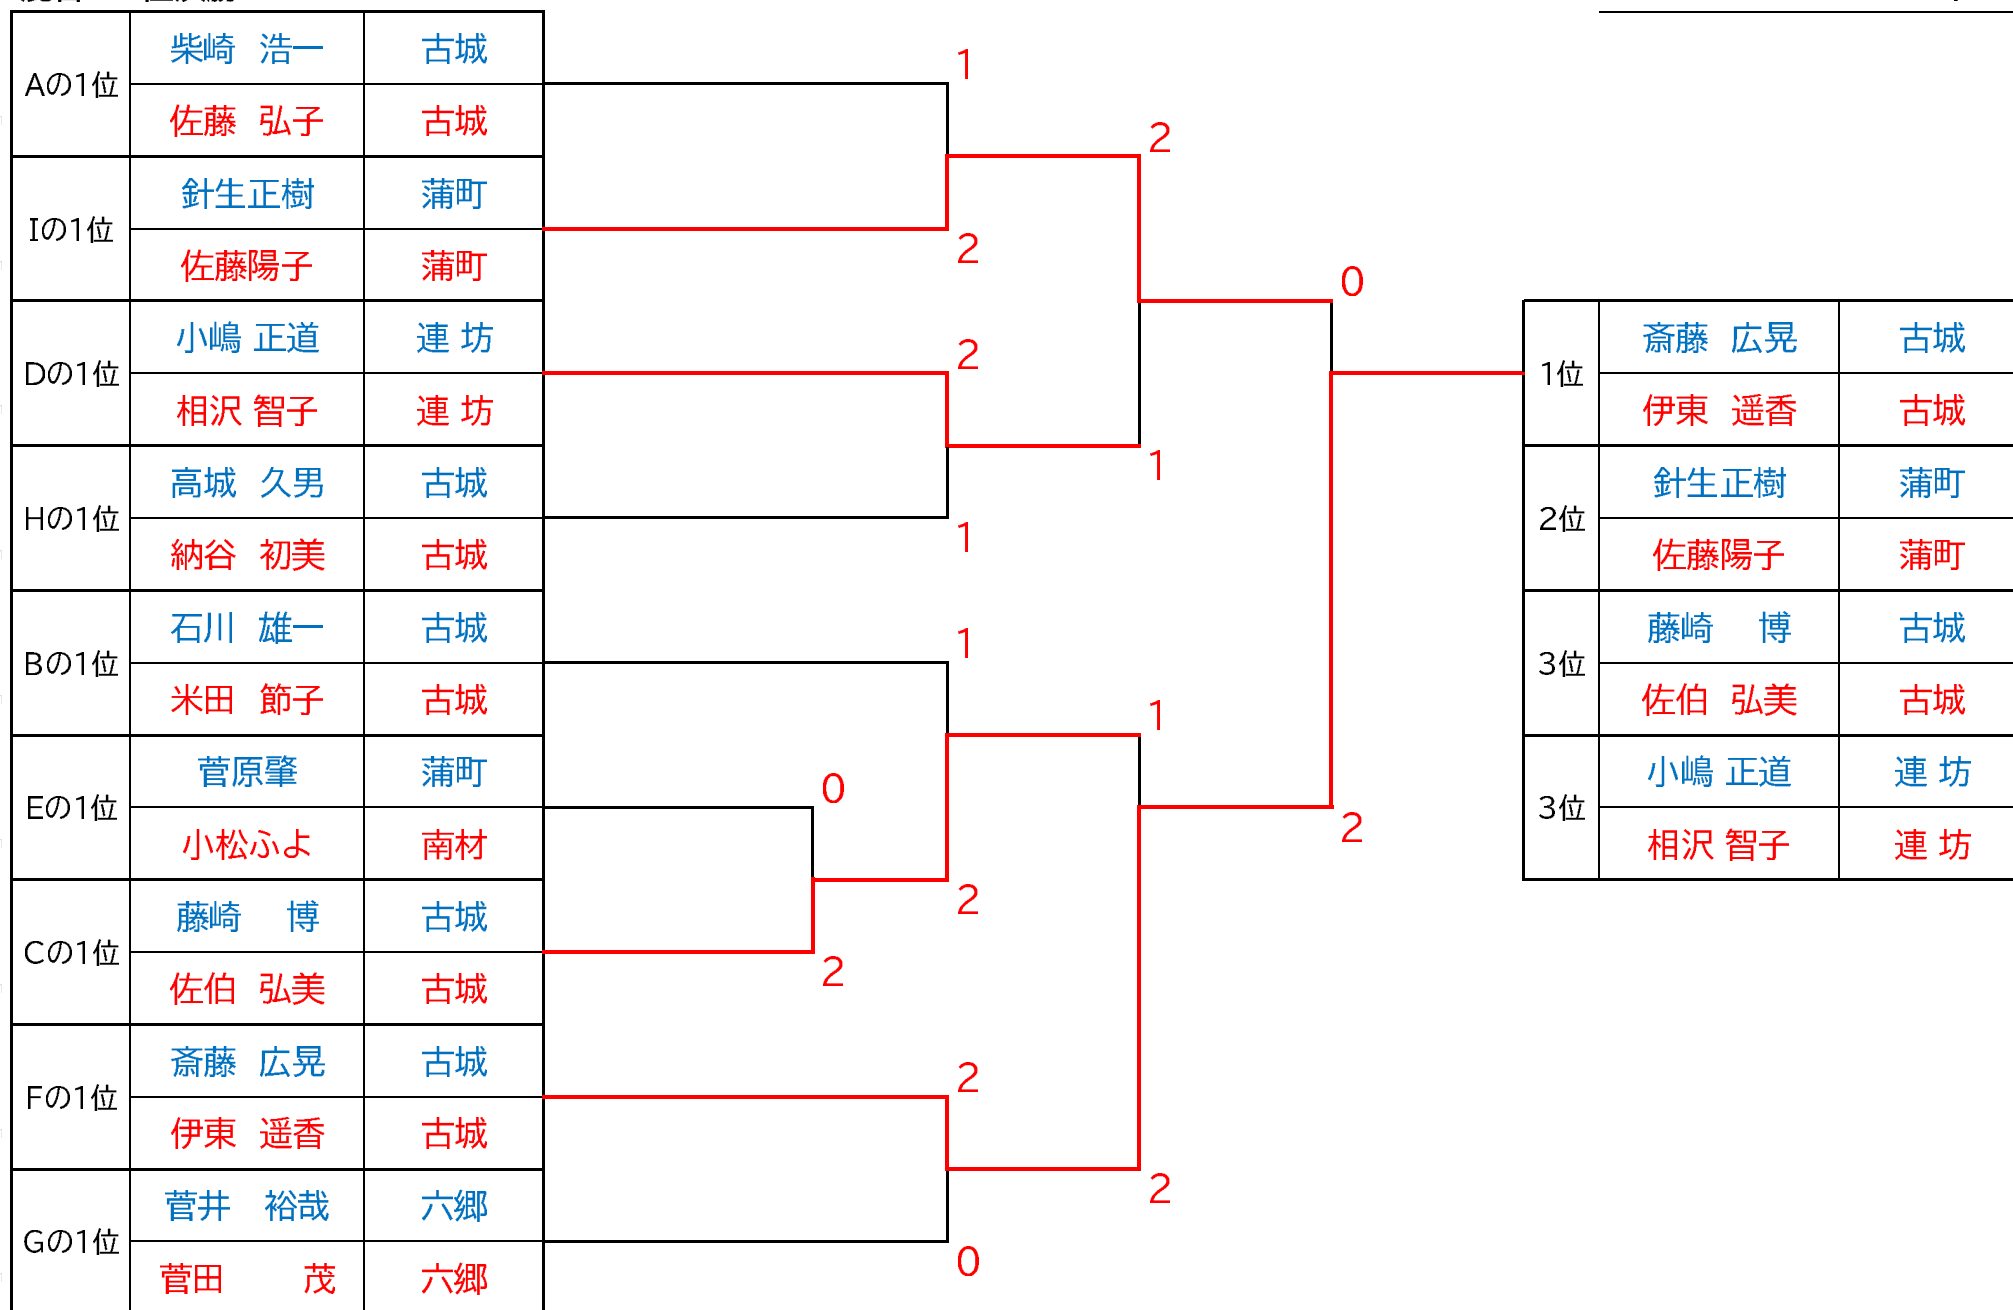 Aの1位 柴崎 浩一 古城
佐藤 弘子 古城
Iの1位 針生正樹 蒲町
佐藤陽子 蒲町
Dの1位 小嶋 正道 連 坊
相沢 智子 連 坊
Hの1位 高城 久男 古城
納谷 初美 古城
Bの1位 石川 雄一 古城
米田 節子 古城
Eの1位 菅原肇 蒲町
小松ふよ 南材
Cの1位 藤崎 博 古城
佐伯 弘美 古城
Fの1位 斎藤 広晃 古城
伊東 遥香 古城
Gの1位 菅井 裕哉 六郷
菅田 茂 六郷
1
2
2
1
1
0
2
2
2
0
2
1
1
2
0
2
1位 斎藤 広晃 古城
伊東 遥香 古城
2位 針生正樹 蒲町
佐藤陽子 蒲町
3位 藤崎 博 古城
佐伯 弘美 古城
3位 小嶋 正道 連 坊
相沢 智子 連 坊